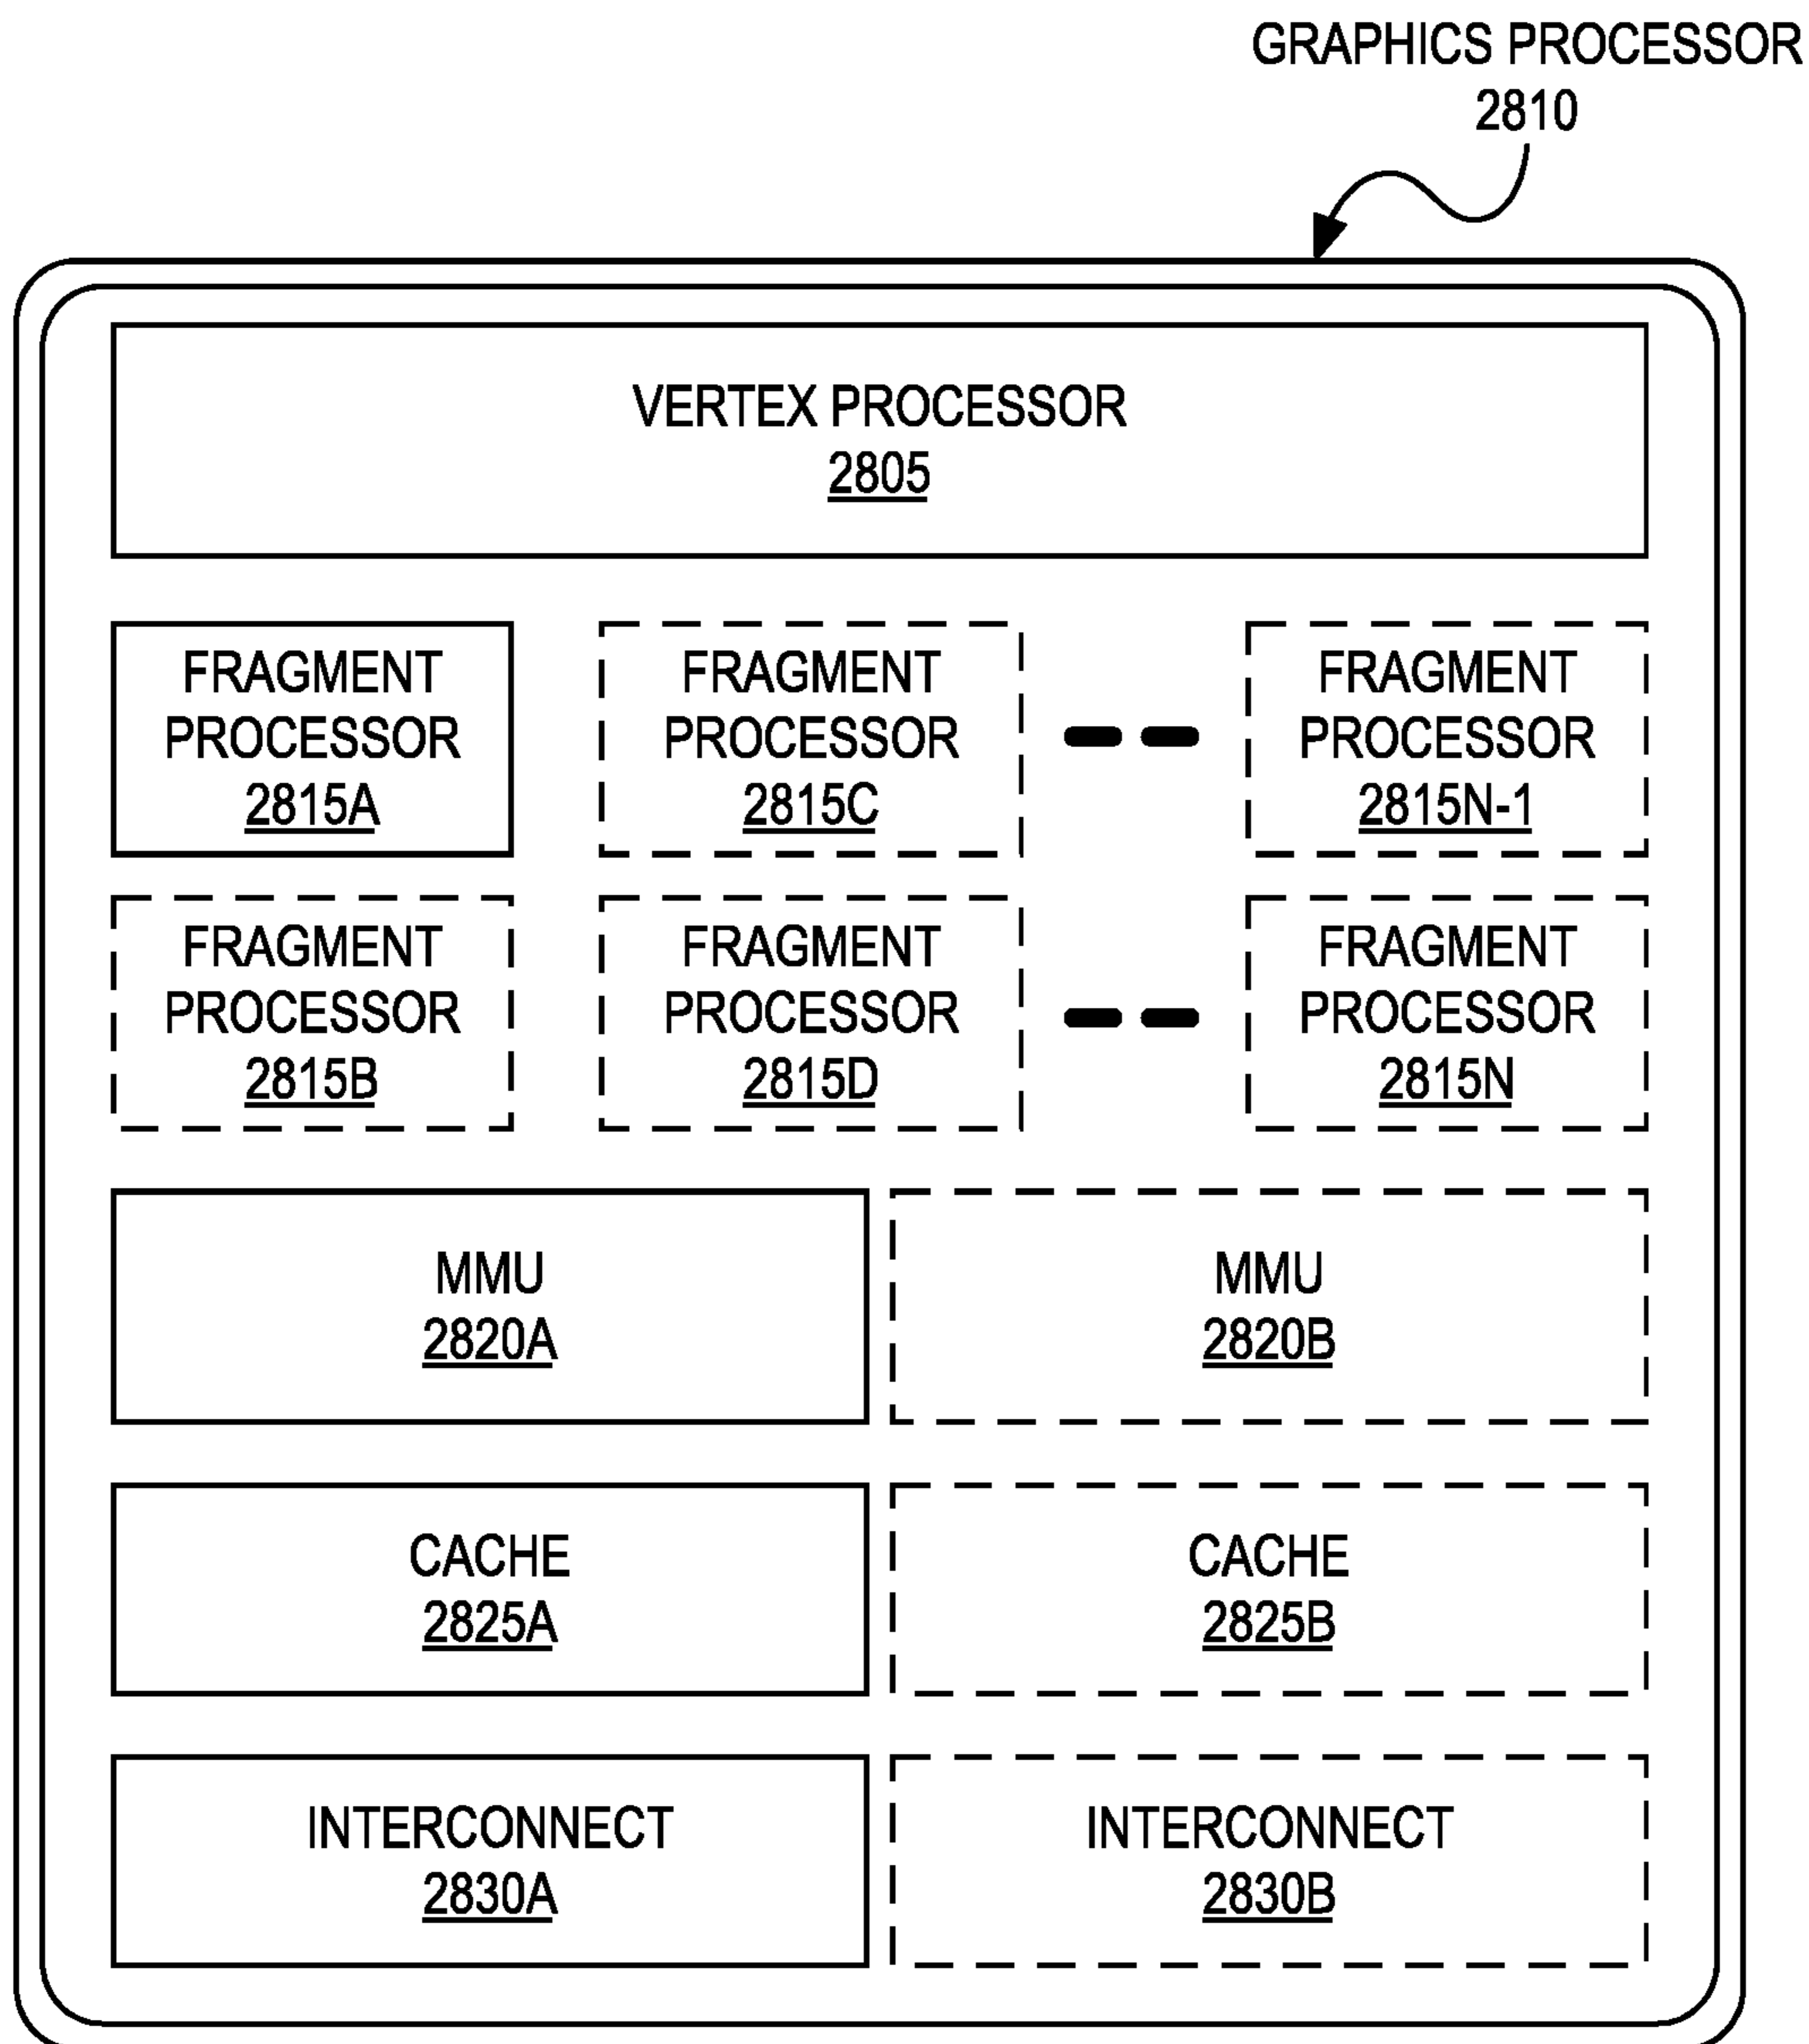 GRAPHICS PROCESSOR
2810
VERTEX PROCESSOR
2805
FRAGMENT
PROCESSOR
2815A
FRAGMENT
PROCESSOR
2815C
FRAGMENT
PROCESSOR
2815N-1
FRAGMENT
PROCESSOR
2815B
FRAGMENT
PROCESSOR
2815D
FRAGMENT
PROCESSOR
2815N
MMU
2820A
MMU
2820B
CACHE
2825A
CACHE
2825B
INTERCONNECT
2830A
INTERCONNECT
2830B